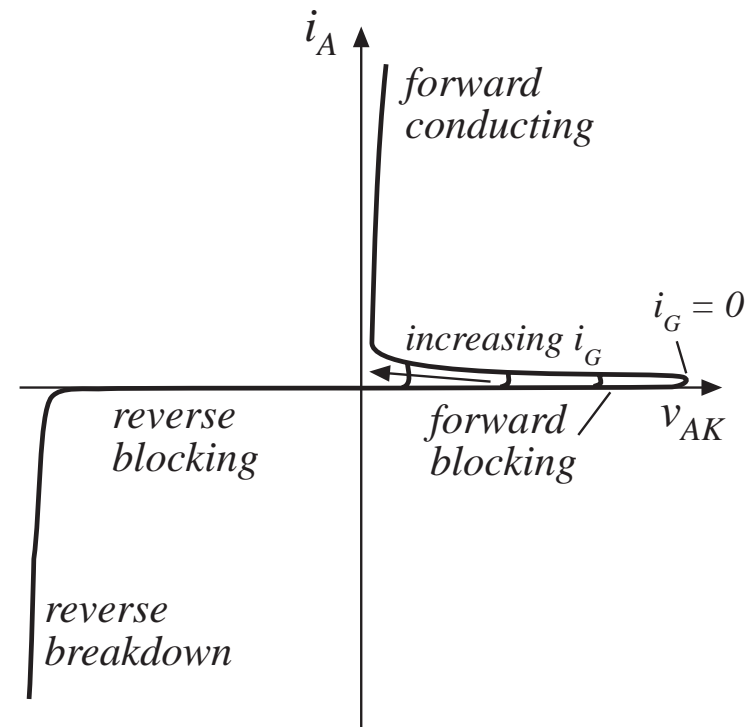 i_A
forward
conducting
i_G = 0
increasing i_G
reverse
blocking
forward
blocking
v_AK
reverse
breakdown